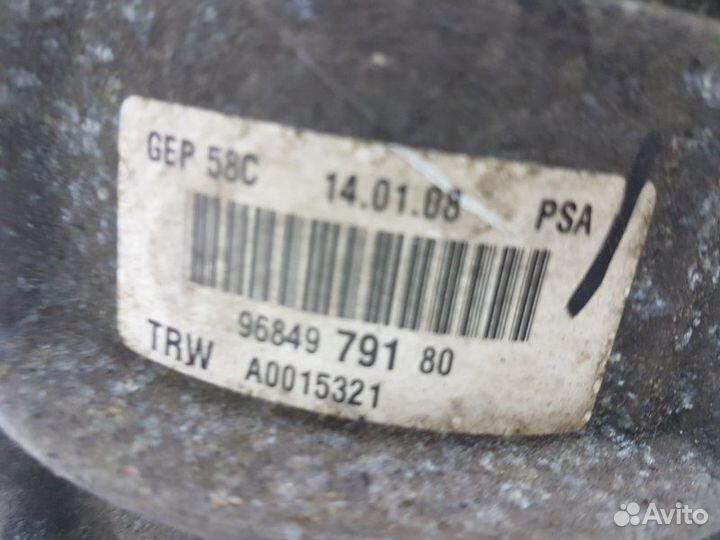 GEP 58C 14.01.08 PSA
96849 791 80
TRW A0015321
Avito